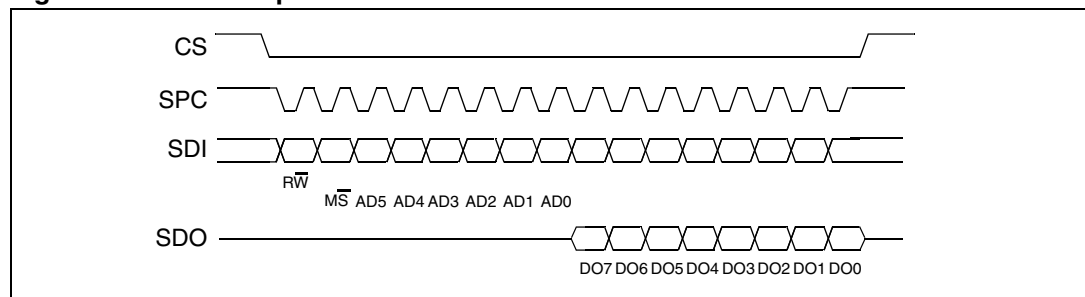 CS
SPC
SDI
RW̅
MS̅ AD5 AD4 AD3 AD2 AD1 AD0
SDO
DO7 DO6 DO5 DO4 DO3 DO2 DO1 DO0